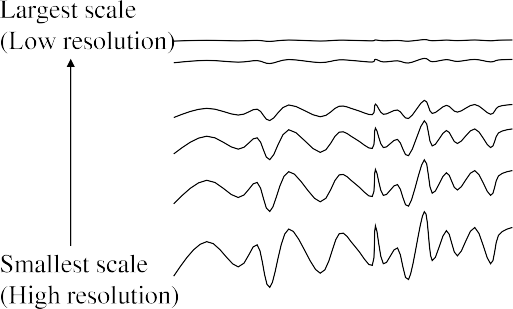 Largest scale
(Low resolution)
Smallest scale
(High resolution)